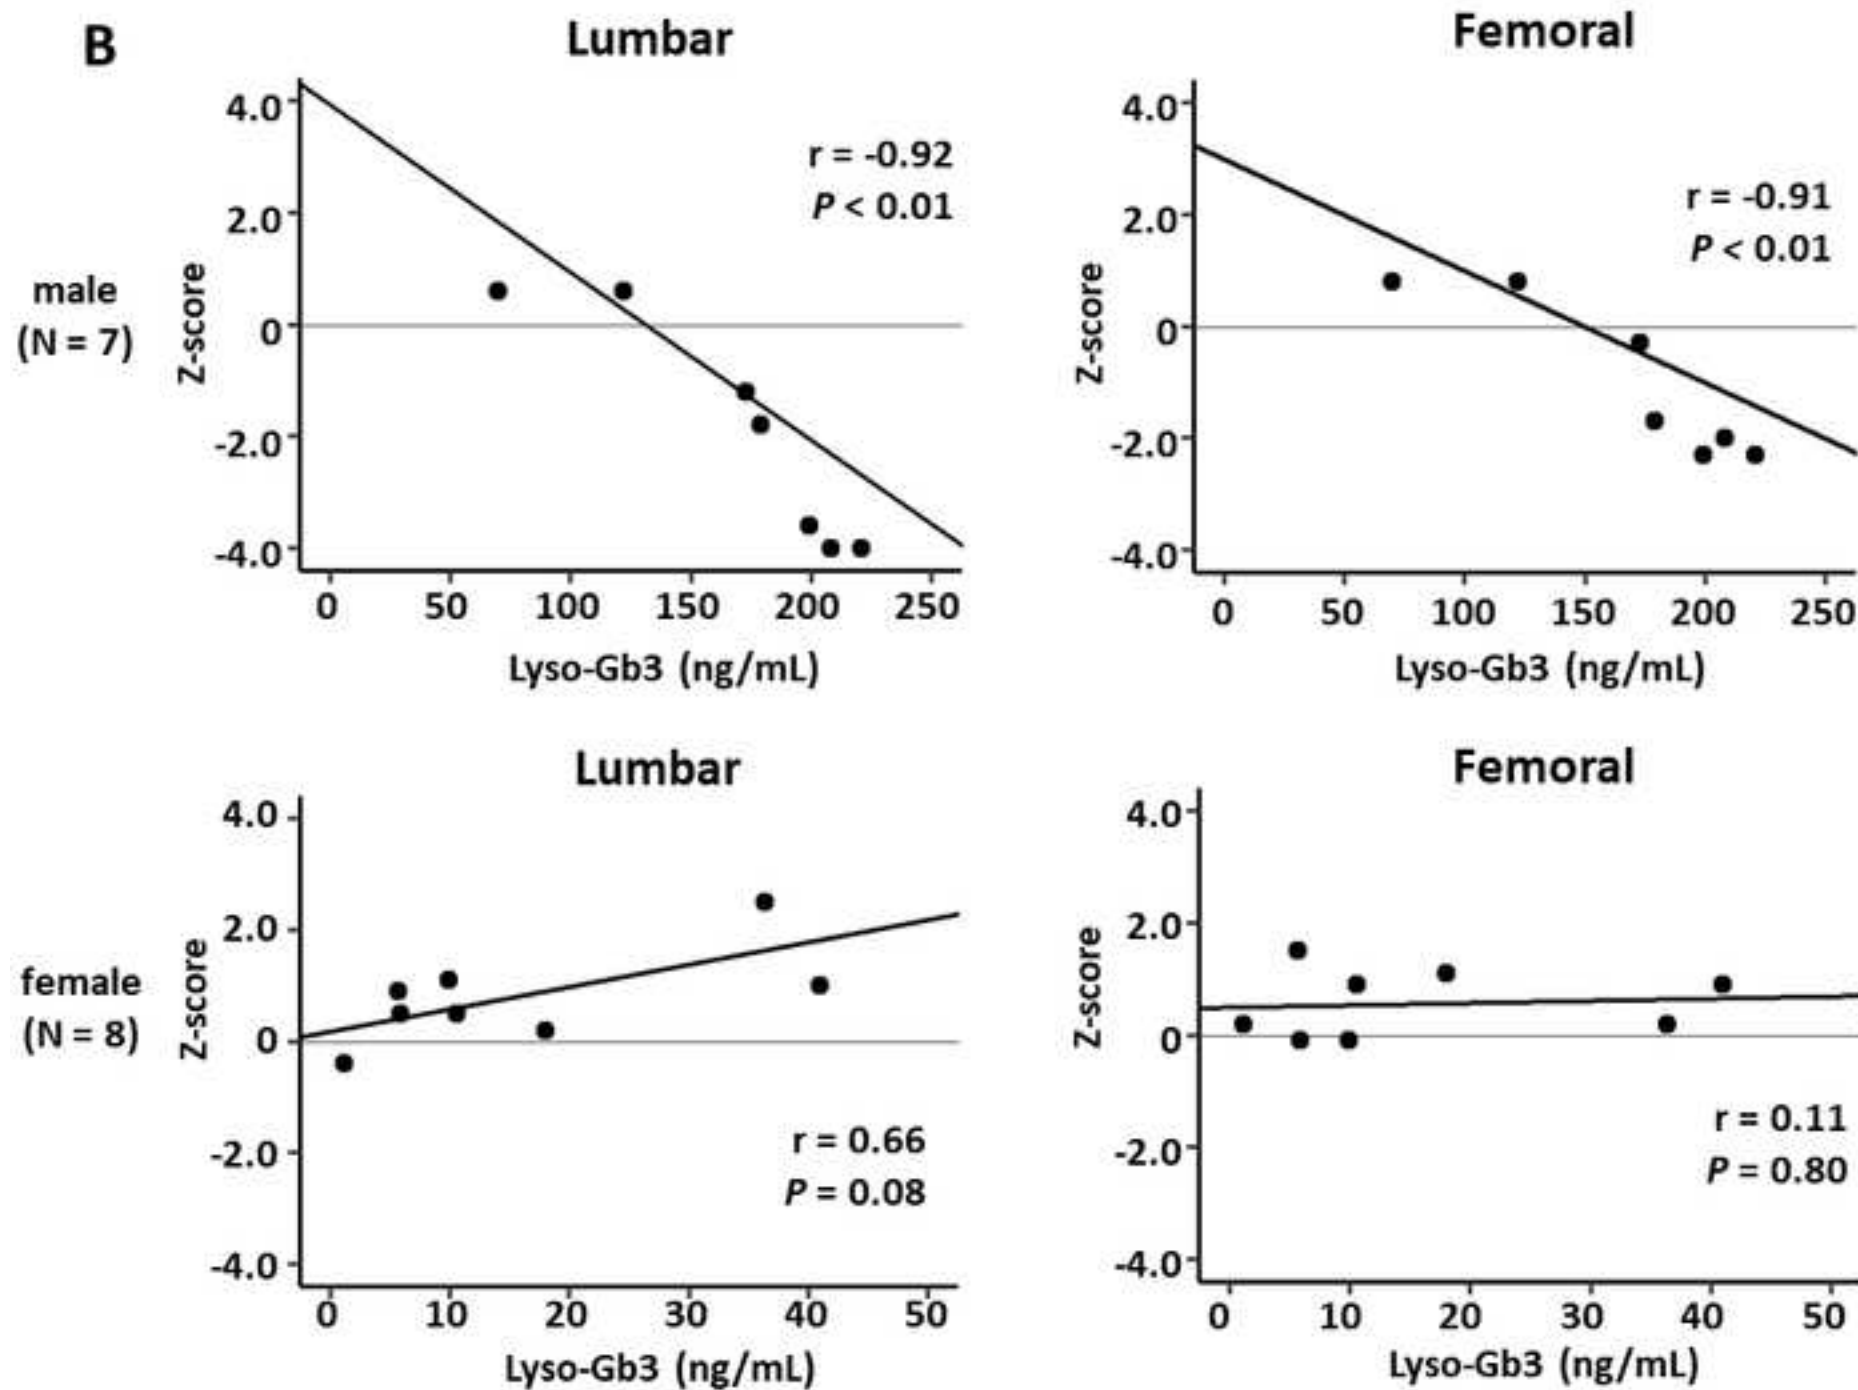 B
Lumbar
Femoral
4.0
2.0
0
-2.0
-4.0
r = -0.92
P < 0.01
Z-score
male
(N = 7)
0 50 100 150 200 250
Lyso-Gb3 (ng/mL)
4.0
2.0
0
-2.0
-4.0
r = -0.91
P < 0.01
Z-score
0 50 100 150 200 250
Lyso-Gb3 (ng/mL)
Lumbar
Femoral
4.0
2.0
0
-2.0
-4.0
Z-score
female
(N = 8)
r = 0.66
P = 0.08
0 10 20 30 40 50
Lyso-Gb3 (ng/mL)
4.0
2.0
0
-2.0
-4.0
Z-score
r = 0.11
P = 0.80
0 10 20 30 40 50
Lyso-Gb3 (ng/mL)